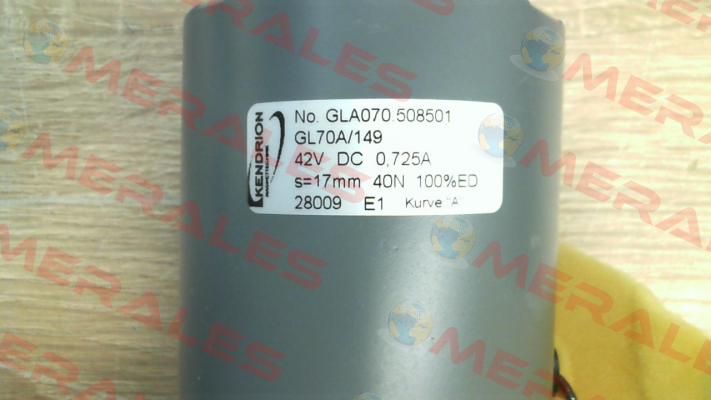 MERALES
MERALES
No. GLA070.508501
GL70A/149
42V DC 0,725A
s=17mm 40N 100%ED
28009 E1 Kurve "A"
KENDRION
MERALES
MERALES
MERALES